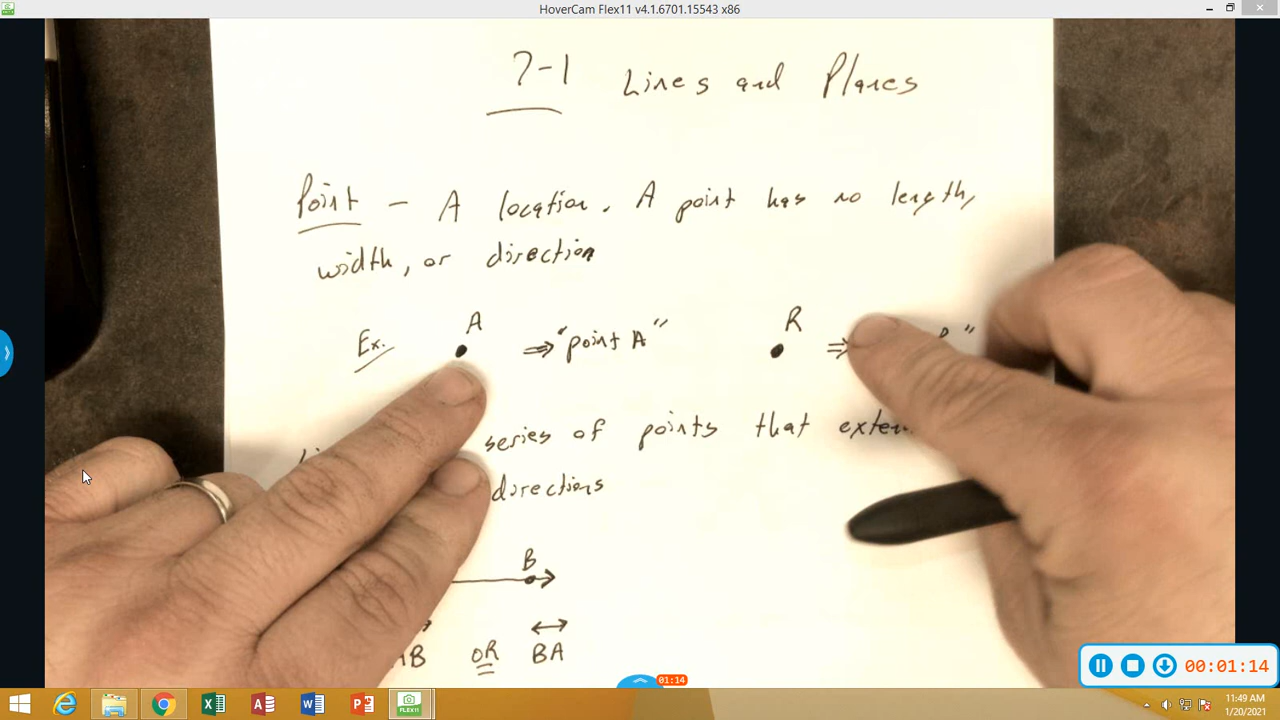 HoverCam Flex11 v4.1.6701.15543 x86
7-1 Lines and Planes
Point - A location. A point has no length,
width, or direction
Ex. A ⇒ "point A" R ⇒
series of points that
directions
B
AB OR BA
00:01:14
01:14
FLEX11
11:49 AM
1/20/2021